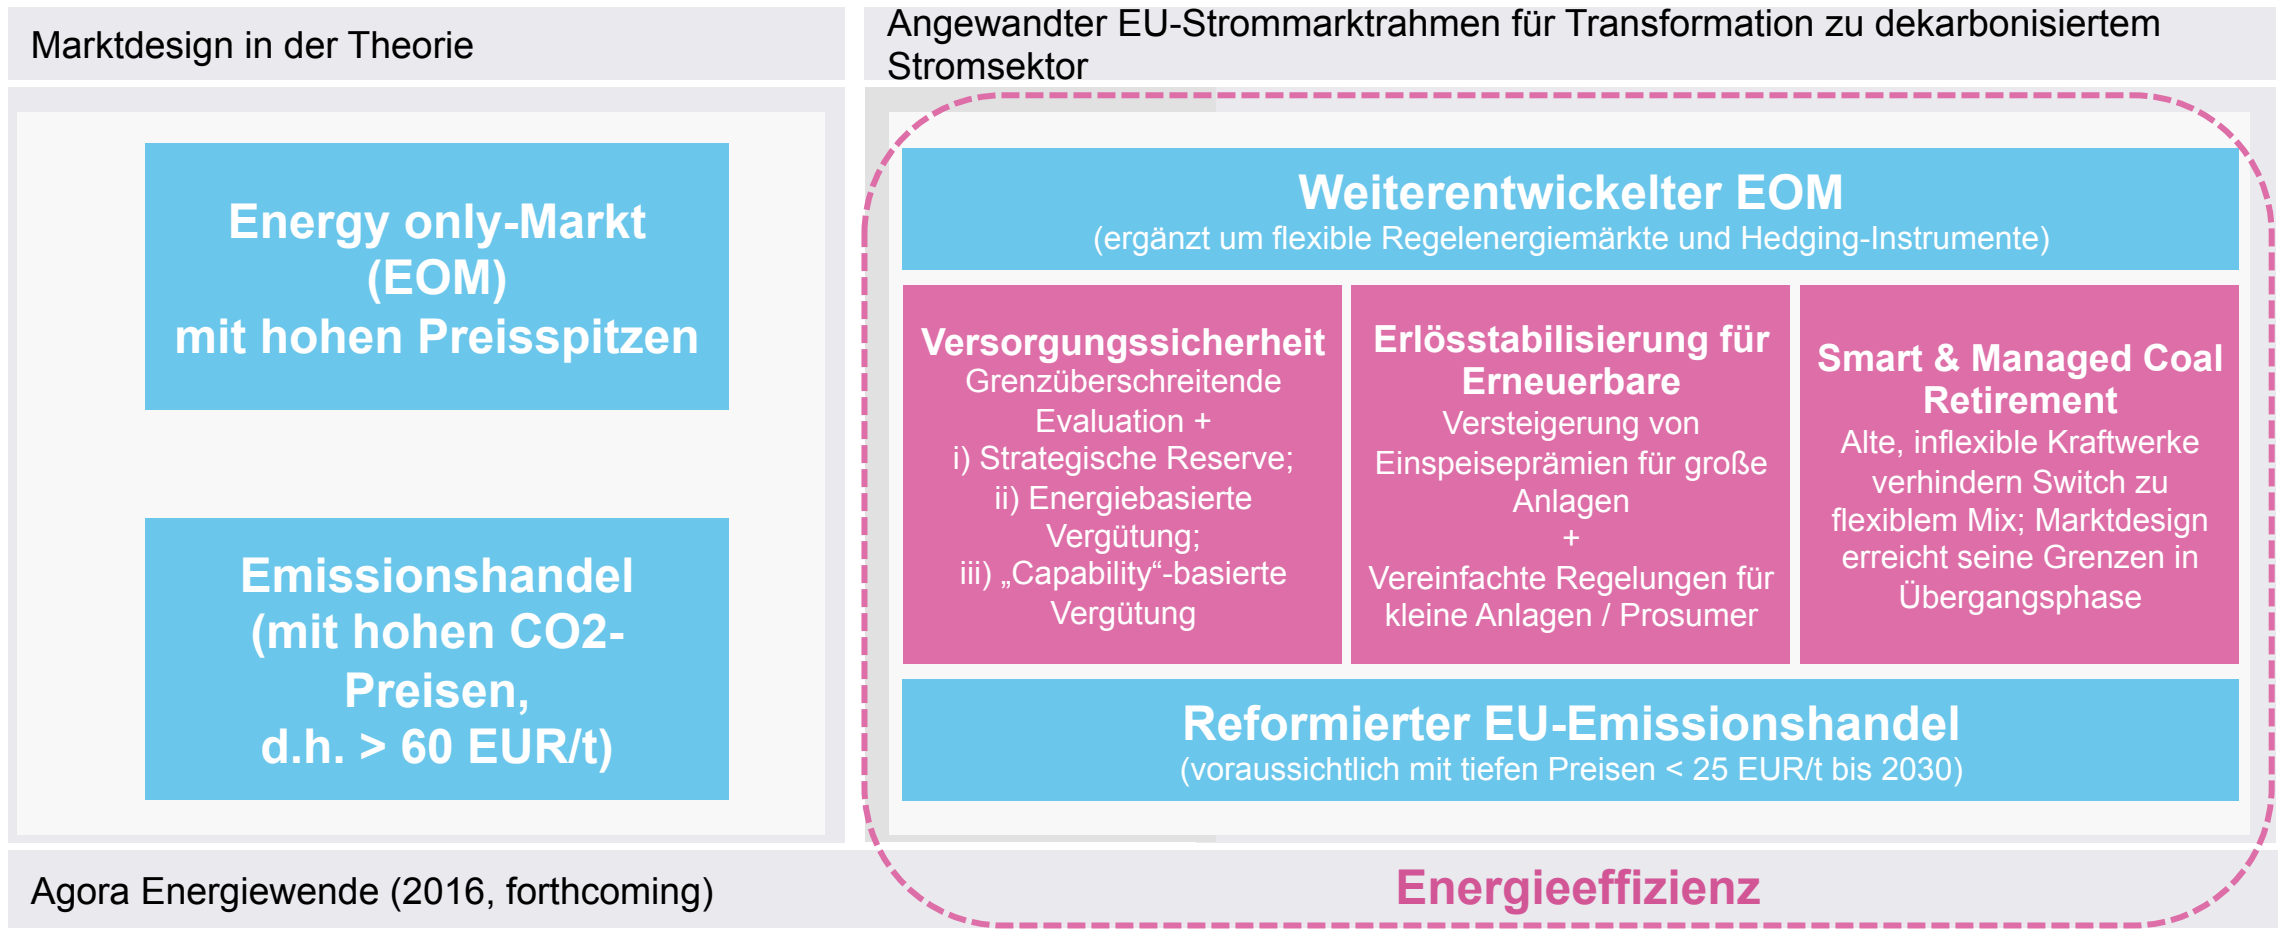 Marktdesign in der Theorie
Energy only-Markt
(EOM)
mit hohen Preisspitzen
Emissionshandel
(mit hohen CO2-
Preisen,
d.h. > 60 EUR/t)
Angewandter EU-Strommarktrahmen für Transformation zu dekarbonisiertem
Stromsektor
Weiterentwickelter EOM
(ergänzt um flexible Regelenergiemärkte und Hedging-Instrumente)
Versorgungssicherheit
Grenzüberschreitende
Evaluation +
i) Strategische Reserve;
ii) Energiebasierte
Vergütung;
iii) „Capability“-basierte
Vergütung
Erlösstabilisierung für
Erneuerbare
Versteigerung von
Einspeiseprämien für große
Anlagen
+
Vereinfachte Regelungen für
kleine Anlagen / Prosumer
Smart & Managed Coal
Retirement
Alte, inflexible Kraftwerke
verhindern Switch zu
flexiblem Mix; Marktdesign
erreicht seine Grenzen in
Übergangsphase
Reformierter EU-Emissionshandel
(voraussichtlich mit tiefen Preisen < 25 EUR/t bis 2030)
Agora Energiewende (2016, forthcoming)
Energieeffizienz